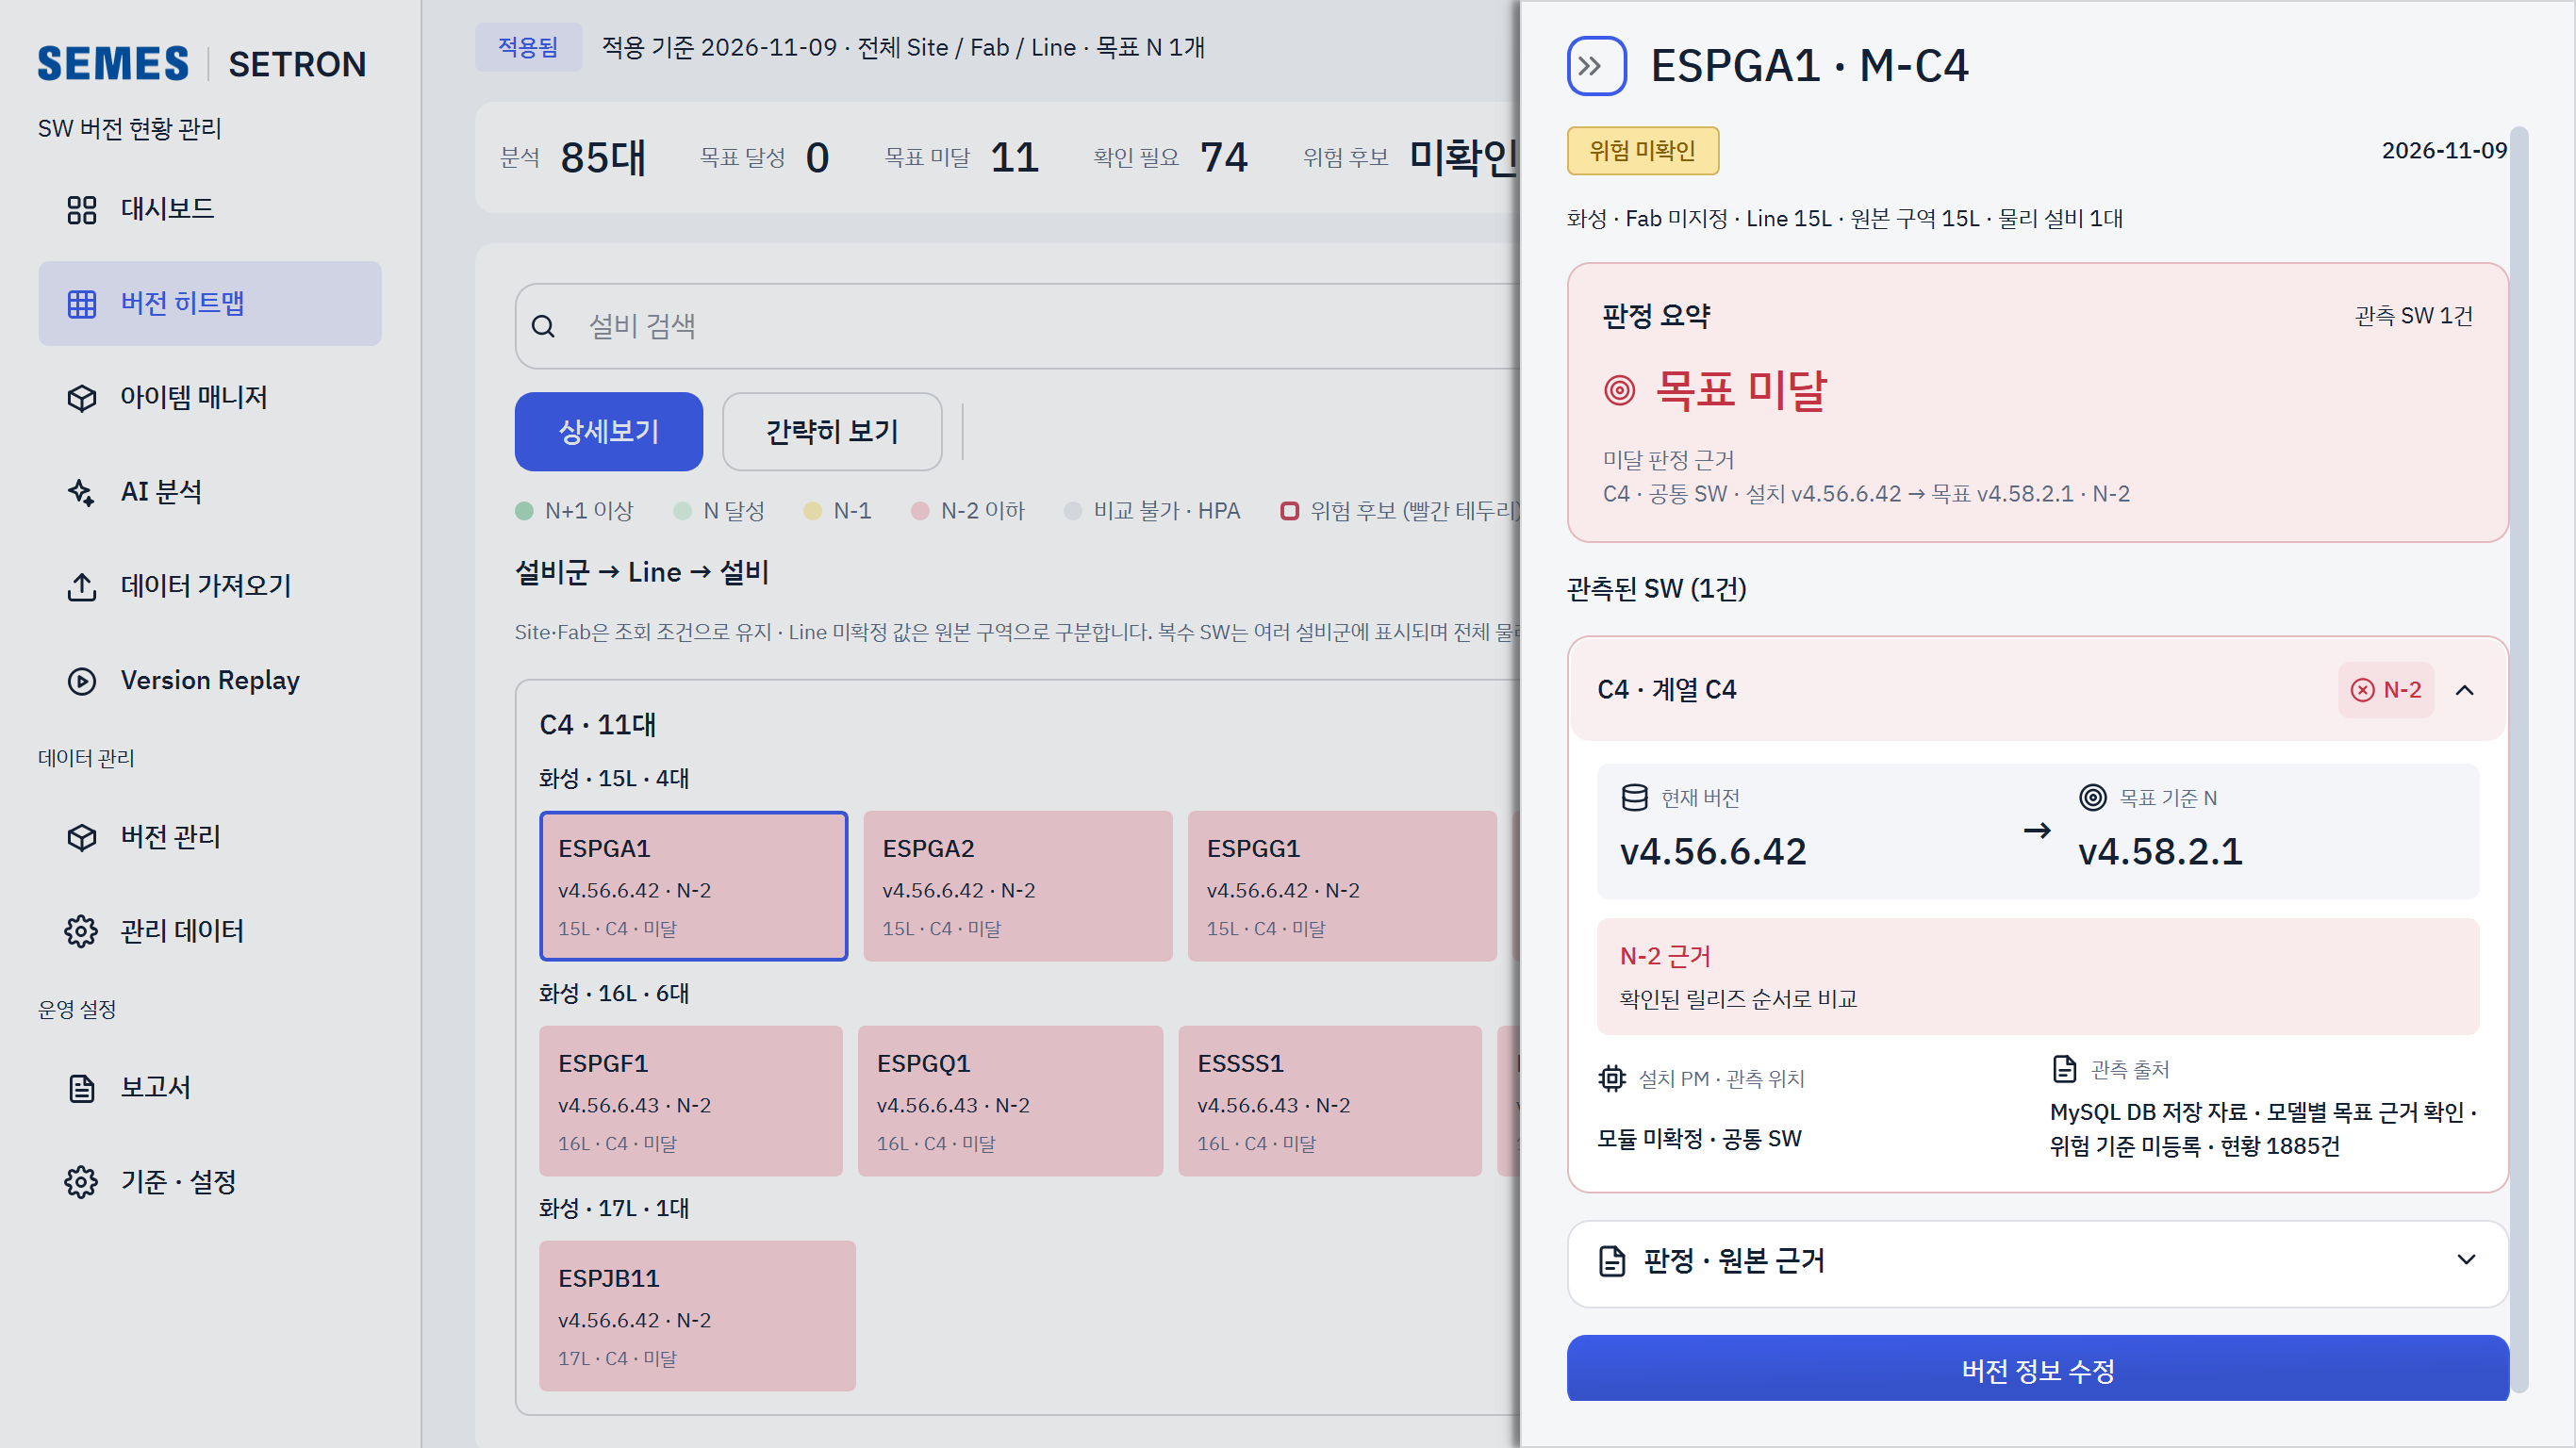 SEMES | SETRON
SW 버전 현황 관리
대시보드
버전 히트맵
아이템 매니저
AI 분석
데이터 가져오기
Version Replay
데이터 관리
버전 관리
관리 데이터
운영 설정
보고서
기준 · 설정
적용됨
적용 기준 2026-11-09 · 전체 Site / Fab / Line · 목표 N 1개
분석 85대 목표 달성 0 목표 미달 11 확인 필요 74 위험 후보 미확인
설비 검색
상세보기
간략히 보기
N+1 이상 N 달성 N-1 N-2 이하 비교 불가 · HPA 위험 후보 (빨간 테두리)
설비군 → Line → 설비
Site·Fab은 조회 조건으로 유지 · Line 미확정 값은 원본 구역으로 구분합니다. 복수 SW는 여러 설비군에 표시되며 전체
C4 · 11대
화성 · 15L · 4대
ESPGA1
v4.56.6.42 · N-2
15L · C4 · 미달
ESPGA2
v4.56.6.42 · N-2
15L · C4 · 미달
ESPGG1
v4.56.6.42 · N-2
15L · C4 · 미달
화성 · 16L · 6대
ESPGF1
v4.56.6.43 · N-2
16L · C4 · 미달
ESPGQ1
v4.56.6.43 · N-2
16L · C4 · 미달
ESSSS1
v4.56.6.43 · N-2
16L · C4 · 미달
화성 · 17L · 1대
ESPJB11
v4.56.6.42 · N-2
17L · C4 · 미달
ESPGA1 · M-C4
위험 미확인
2026-11-09
화성 · Fab 미지정 · Line 15L · 원본 구역 15L · 물리 설비 1대
판정 요약
관측 SW 1건
목표 미달
미달 판정 근거
C4 · 공통 SW · 설치 v4.56.6.42 → 목표 v4.58.2.1 · N-2
관측된 SW (1건)
C4 · 계열 C4
N-2
현재 버전
v4.56.6.42
→
목표 기준 N
v4.58.2.1
N-2 근거
확인된 릴리즈 순서로 비교
설치 PM · 관측 위치
모듈 미확정 · 공통 SW
관측 출처
MySQL DB 저장 자료 · 모델별 목표 근거 확인 ·
위험 기준 미등록 · 현황 1885건
판정 · 원본 근거
버전 정보 수정